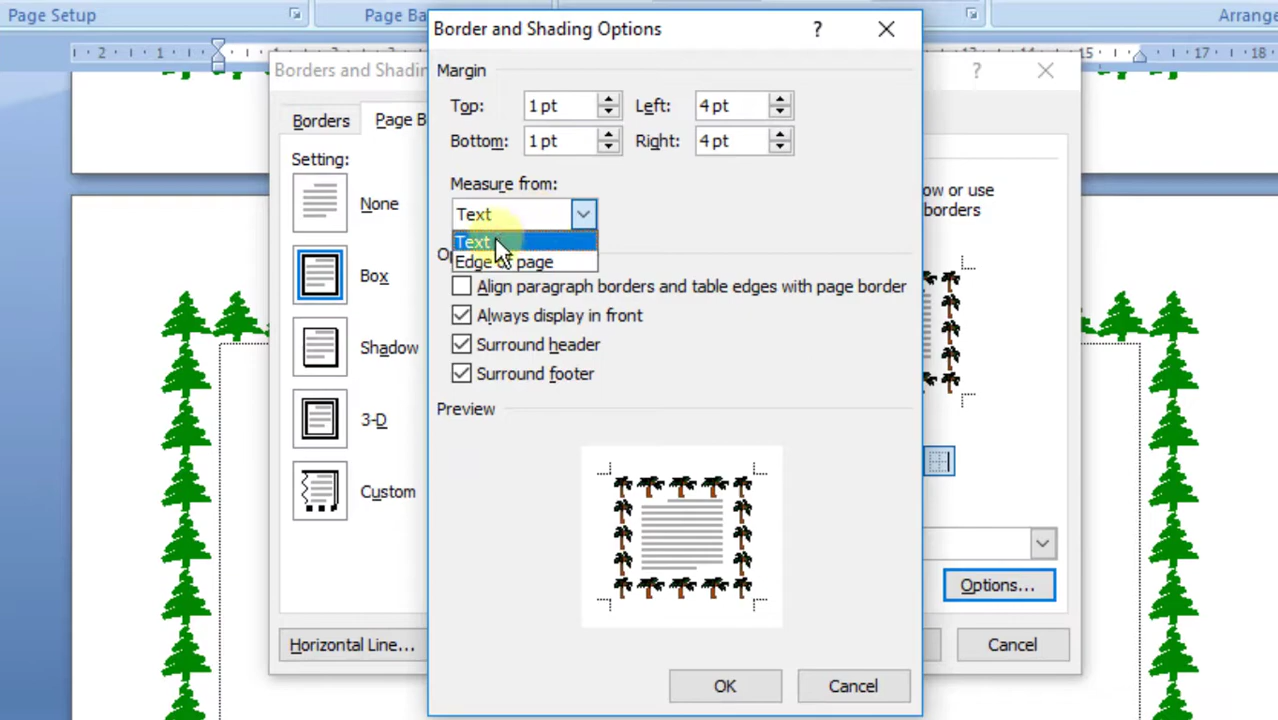 Page Setup
Page Ba
Arrange
2 1 15 17 18
Border and Shading Options
?
Borders and Shading
?
Borders
Page B
Setting:
None
Box
Shadow
3-D
Custom
Horizontal Line...
Margin
Top: 1 pt Left: 4 pt
Bottom: 1 pt Right: 4 pt
Measure from:
Text
Text
Edge of page
Align paragraph borders and table edges with page border
Always display in front
Surround header
Surround footer
Preview
OK
Cancel
ow or use
borders
Options...
Cancel